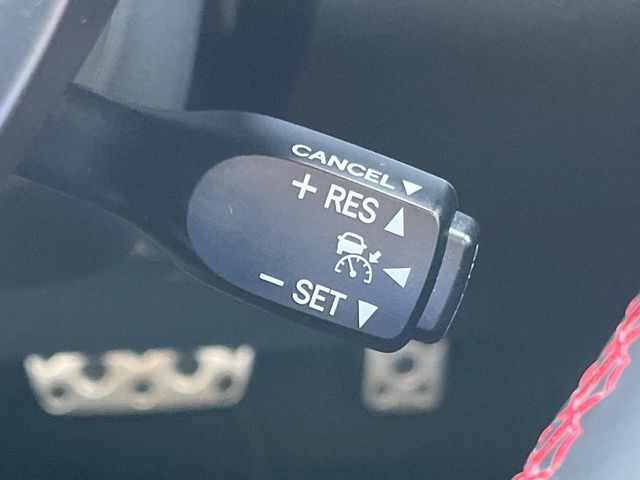 CANCEL ▼
+ RES ▲
◀
− SET ▼